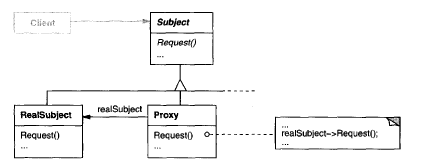 Client
Subject
Request()
...
realSubject
RealSubject
Request()
...
Proxy
Request()
...
...
realSubject->Request();
...